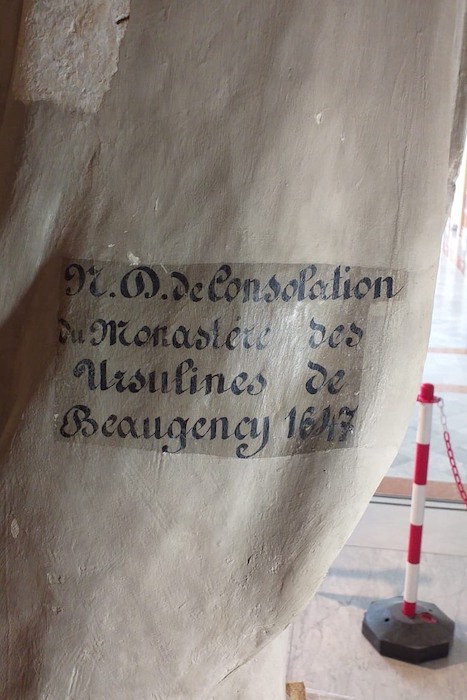 N. D. de Consolation
du Monastère des
Ursulines de
Beaugency 1647